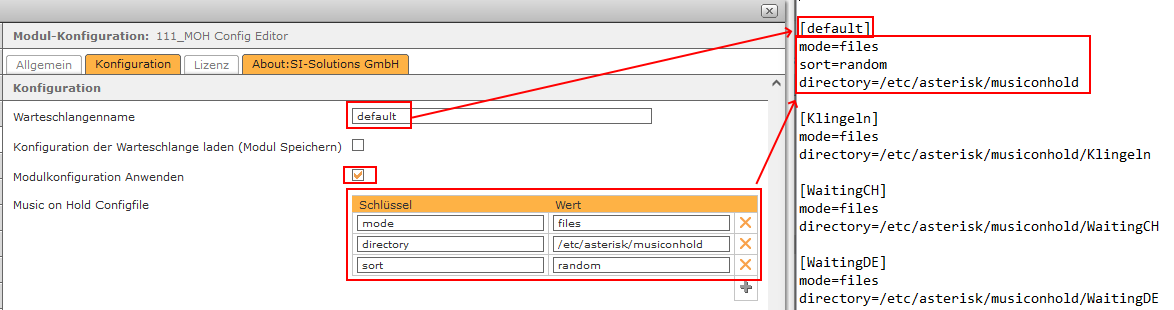 Modul-Konfiguration: 111_MOH Config Editor
Allgemein Konfiguration Lizenz About:SI-Solutions GmbH
Konfiguration
Warteschlangenname default
Konfiguration der Warteschlange laden (Modul Speichern)
Modulkonfiguration Anwenden
Music on Hold Configfile
Schlüssel Wert
mode files
directory /etc/asterisk/musiconhold
sort random
[default]
mode=files
sort=random
directory=/etc/asterisk/musiconhold
[Klingeln]
mode=files
directory=/etc/asterisk/musiconhold/Klingeln
[WaitingCH]
mode=files
directory=/etc/asterisk/musiconhold/WaitingCH
[WaitingDE]
mode=files
directory=/etc/asterisk/musiconhold/WaitingDE